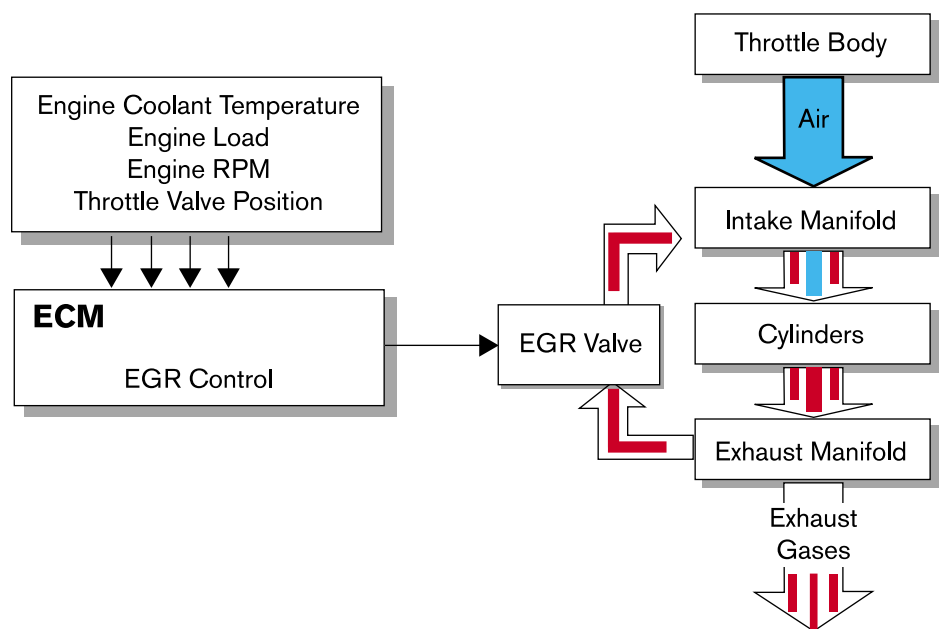 Throttle Body
Engine Coolant Temperature
Engine Load
Engine RPM
Throttle Valve Position
Air
Intake Manifold
ECM
EGR Control
EGR Valve
Cylinders
Exhaust Manifold
Exhaust
Gases